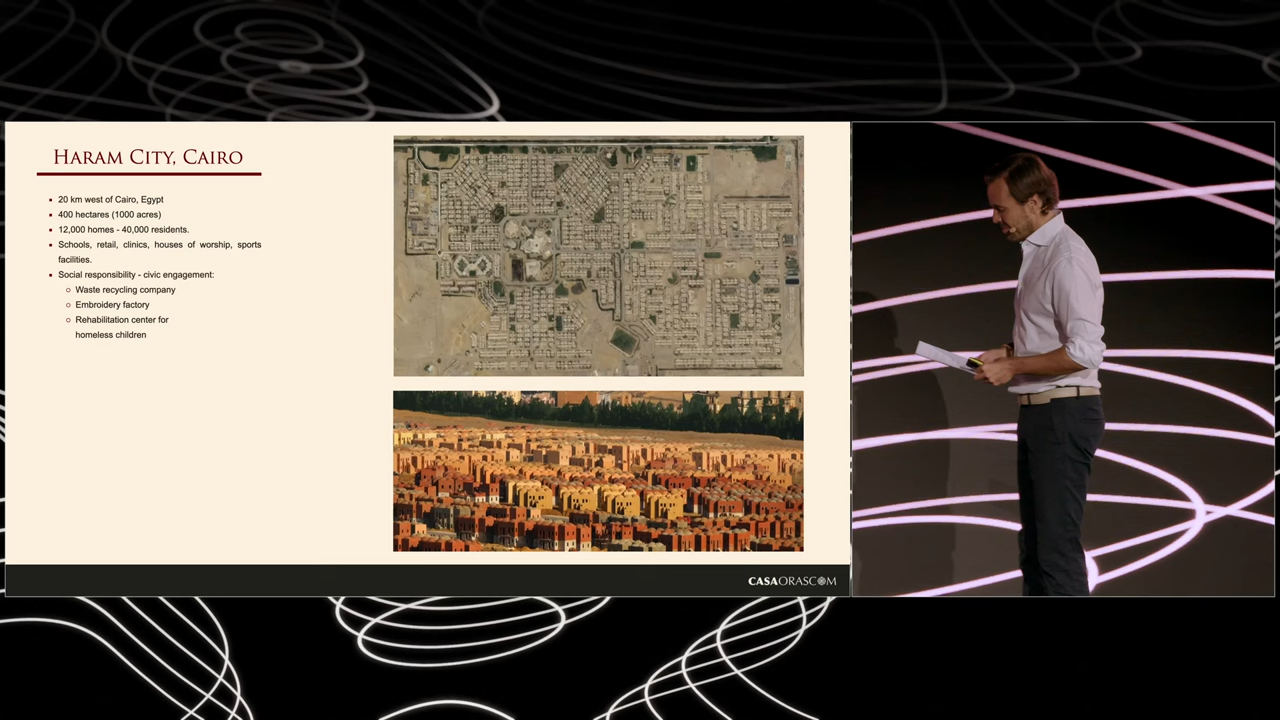 HARAM CITY, CAIRO
20 km west of Cairo, Egypt
400 hectares (1000 acres)
12,000 homes - 40,000 residents.
Schools, retail, clinics, houses of worship, sports
facilities.
Social responsibility - civic engagement:
Waste recycling company
Embroidery factory
Rehabilitation center for
homeless children
CASAORASCOM